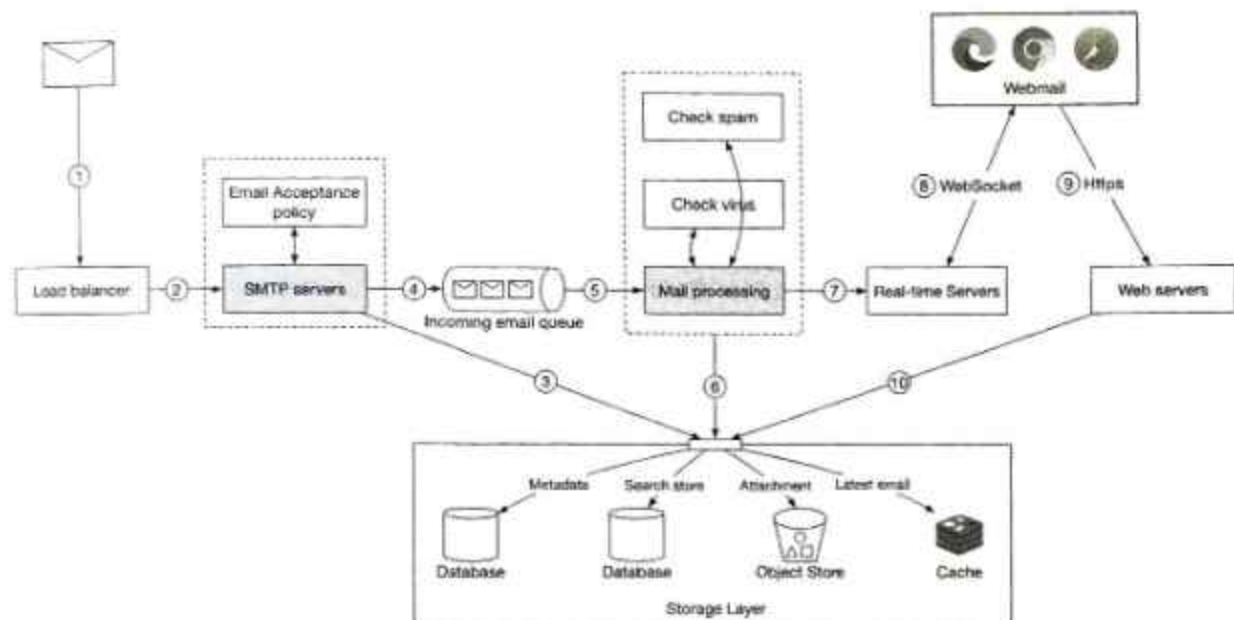 Webmail
Check spam
1
8 WebSocket
9 Https
Email Acceptance
policy
Check virus
Load balancer
2
SMTP servers
4
5
Mail processing
7
Real-time Servers
Web servers
Incoming email queue
3
6
10
Metadata
Search store
Attachment
Latest email
Database
Database
Object Store
Cache
Storage Layer